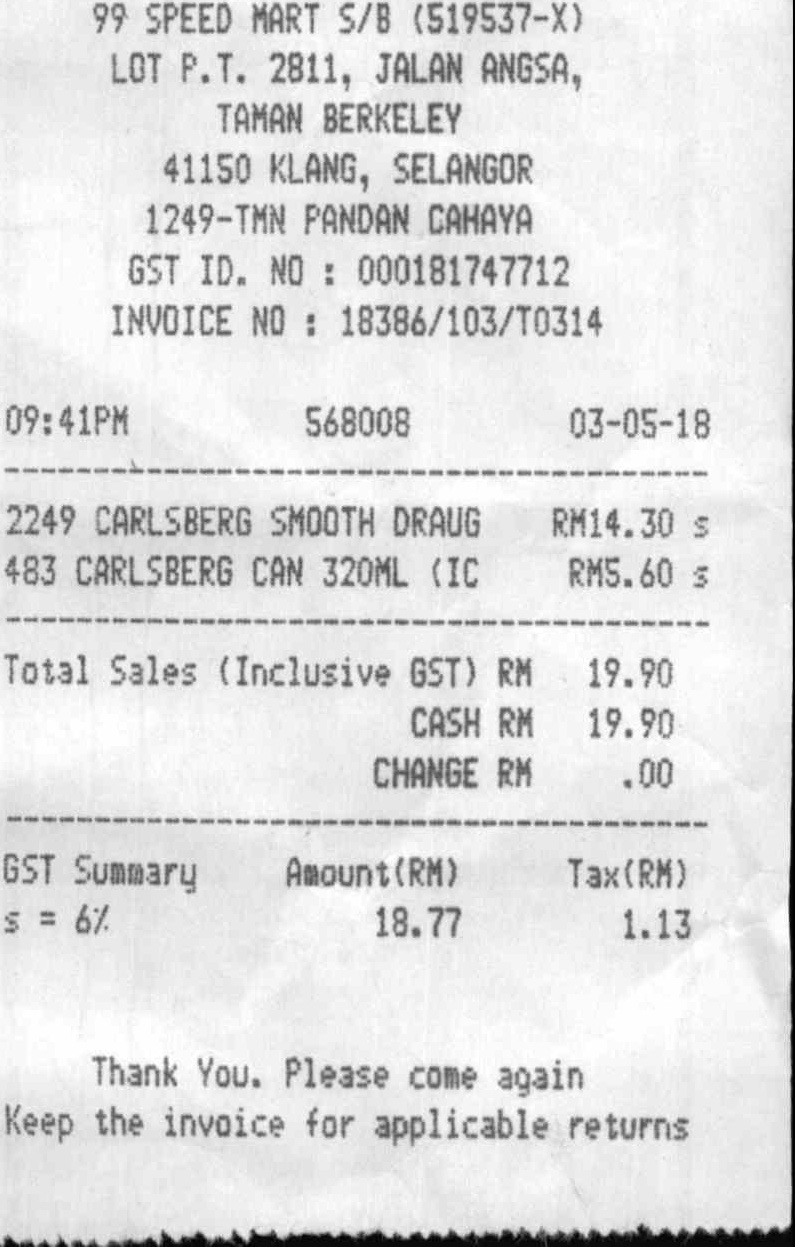 99 SPEED MART S/B (519537-X)
LOT P.T. 2811, JALAN ANGSA,
TAMAN BERKELEY
41150 KLANG, SELANGOR
1249-TMN PANDAN CAHAYA
GST ID. NO : 000181747712
INVOICE NO : 18386/103/T0314
09:41PM 568008 03-05-18
2249 CARLSBERG SMOOTH DRAUG RM14.30 s
483 CARLSBERG CAN 320ML (IC RM5.60 s
Total Sales (Inclusive GST) RM 19.90
CASH RM 19.90
CHANGE RM .00
GST Summary Amount(RM) Tax(RM)
s = 6% 18.77 1.13
Thank You. Please come again
Keep the invoice for applicable returns